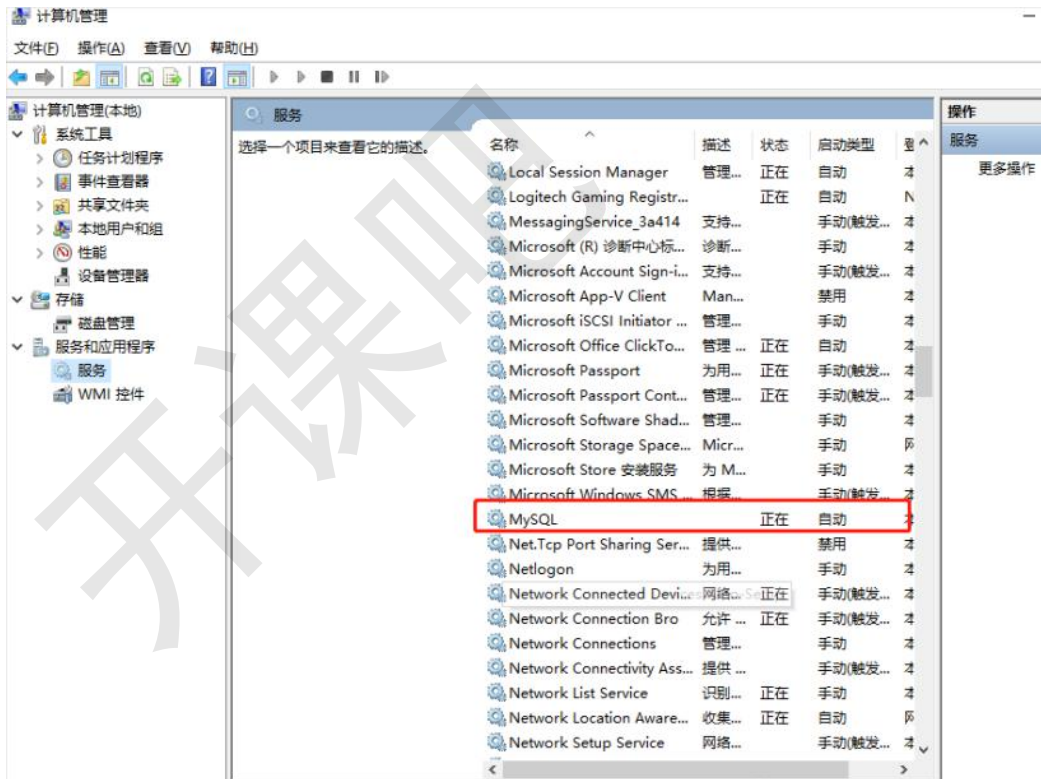 计算机管理
文件(F) 操作(A) 查看(V) 帮助(H)
计算机管理(本地)
系统工具
任务计划程序
事件查看器
共享文件夹
本地用户和组
性能
设备管理器
存储
磁盘管理
服务和应用程序
服务
WMI 控件
服务
选择一个项目来查看它的描述。
名称 描述 状态 启动类型
Local Session Manager 管理... 正在 自动
Logitech Gaming Registr... 正在 自动 N
MessagingService_3a414 支持... 手动(触发...
Microsoft (R) 诊断中心标... 诊断... 手动
Microsoft Account Sign-i... 支持... 手动(触发...
Microsoft App-V Client Man... 禁用
Microsoft iSCSI Initiator ... 管理... 手动
Microsoft Office ClickTo... 管理 ... 正在 自动
Microsoft Passport 为用... 正在 手动(触发...
Microsoft Passport Cont... 管理... 正在 手动(触发...
Microsoft Software Shad... 管理... 手动
Microsoft Storage Space... Micr... 手动
Microsoft Store 安装服务 为 M... 手动
Microsoft Windows SMS ... 根据... 手动(触发...
MySQL 正在 自动
Net.Tcp Port Sharing Ser... 提供... 禁用
Netlogon 为用... 手动
Network Connected Devi... 网络... 正在 手动(触发...
Network Connection Bro 允许 ... 正在 手动(触发...
Network Connections 管理... 手动
Network Connectivity Ass... 提供 ... 手动(触发...
Network List Service 识别... 正在 手动
Network Location Aware... 收集... 正在 自动
Network Setup Service 网络... 手动(触发...
操作
服务
更多操作
开课吧